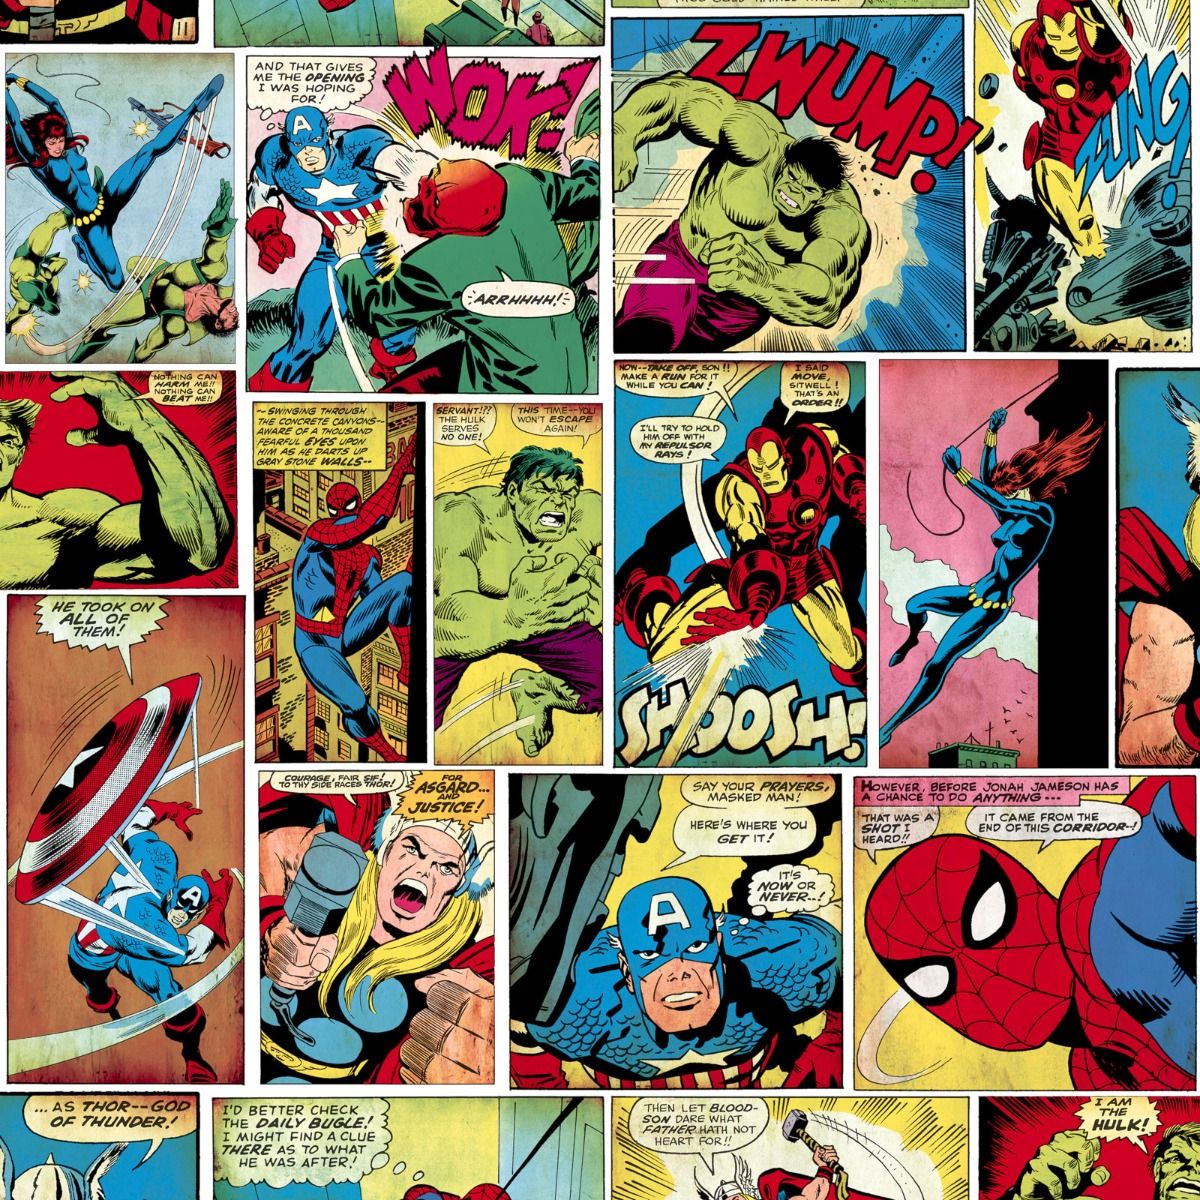 AND THAT GIVES
ME THE OPENING
I WAS HOPING
FOR!
WOK!
ARRHHHH!
ZWUMP!
ZUNG!
NOTHING CAN
HARM ME!!
NOTHING CAN
BEAT ME!!
~SWINGING THROUGH
THE CONCRETE CANYONS~
AWARE OF A THOUSAND
FEARFUL EYES UPON
HIM AS HE DARTS UP
GRAY STONE WALLS--
SERVANT!??
THE HULK
SERVES
NO ONE!
THIS TIME--YOU
WON'T ESCAPE
AGAIN!
NOW--TAKE OFF, SON!!
MAKE A RUN FOR IT
WHILE YOU CAN!
I SAID
MOVE,
SITWELL!
THAT'S AN
ORDER!!
I'LL TRY TO HOLD
HIM OFF WITH
MY REPULSOR
RAYS!
SHOOSH!
HE TOOK ON
ALL OF
THEM!
COURAGE, FAIR SIF!
TO THY SIDE RACES THOR!
FOR
ASGARD...
AND
JUSTICE!
SAY YOUR PRAYERS,
MASKED MAN!
HERE'S WHERE YOU
GET IT!
IT'S
NOW OR
NEVER--!
HOWEVER, BEFORE JONAH JAMESON HAS
A CHANCE TO DO ANYTHING---
THAT WAS A
SHOT I
HEARD!!
IT CAME FROM THE
END OF THIS CORRIDOR--!
...AS THOR--GOD
OF THUNDER!
I'D BETTER CHECK
THE DAILY BUGLE!
I MIGHT FIND A CLUE
THERE AS TO WHAT
HE WAS AFTER!
THEN LET BLOOD-
SON DARE WHAT
FATHER HATH NOT
HEART FOR!!
I AM
THE
HULK!